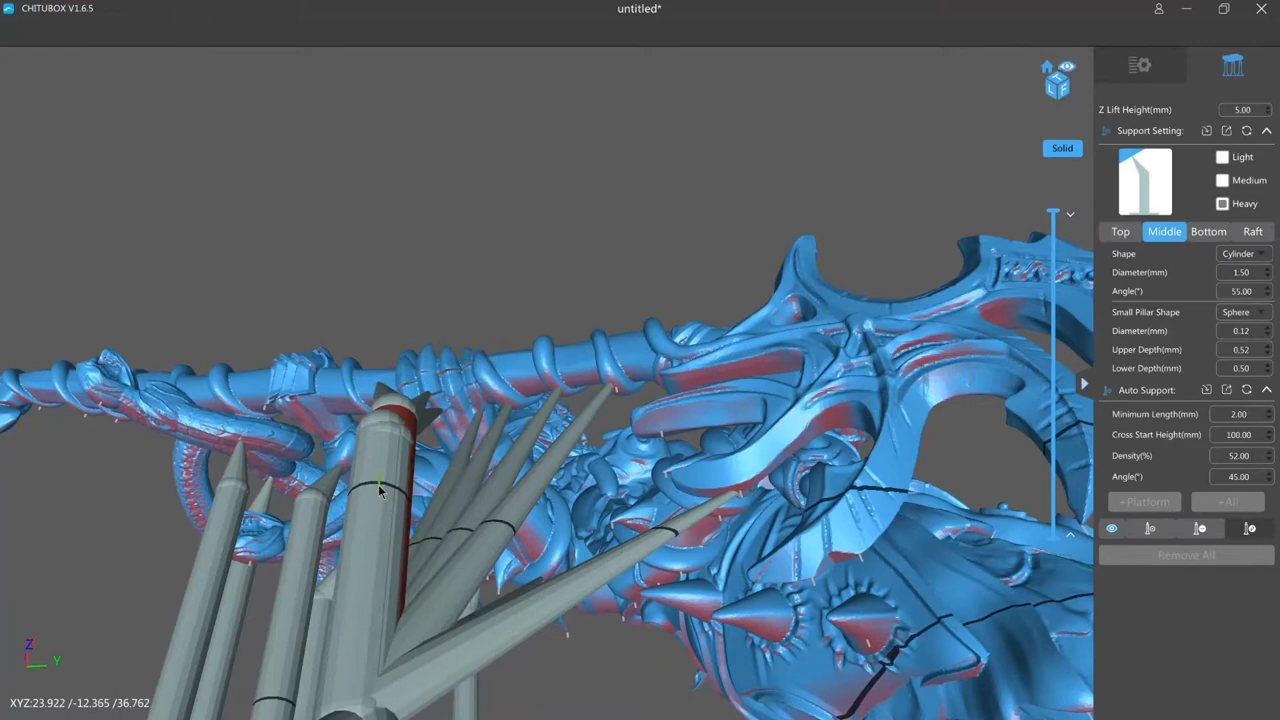 CHITUBOX V1.6.5
untitled*
Z Lift Height(mm) 5.00
Support Setting:
Light
Medium
Heavy
Top Middle Bottom Raft
Shape Cylinder
Diameter(mm) 1.50
Angle(°) 55.00
Small Pillar Shape Sphere
Diameter(mm) 0.12
Upper Depth(mm) 0.52
Lower Depth(mm) 0.50
Auto Support:
Minimum Length(mm) 2.00
Cross Start Height(mm) 100.00
Density(%) 52.00
Angle(°) 45.00
+Platform +All
Remove All
Solid
T
L F
Z
Y
XYZ:23.922 /-12.365 /36.762